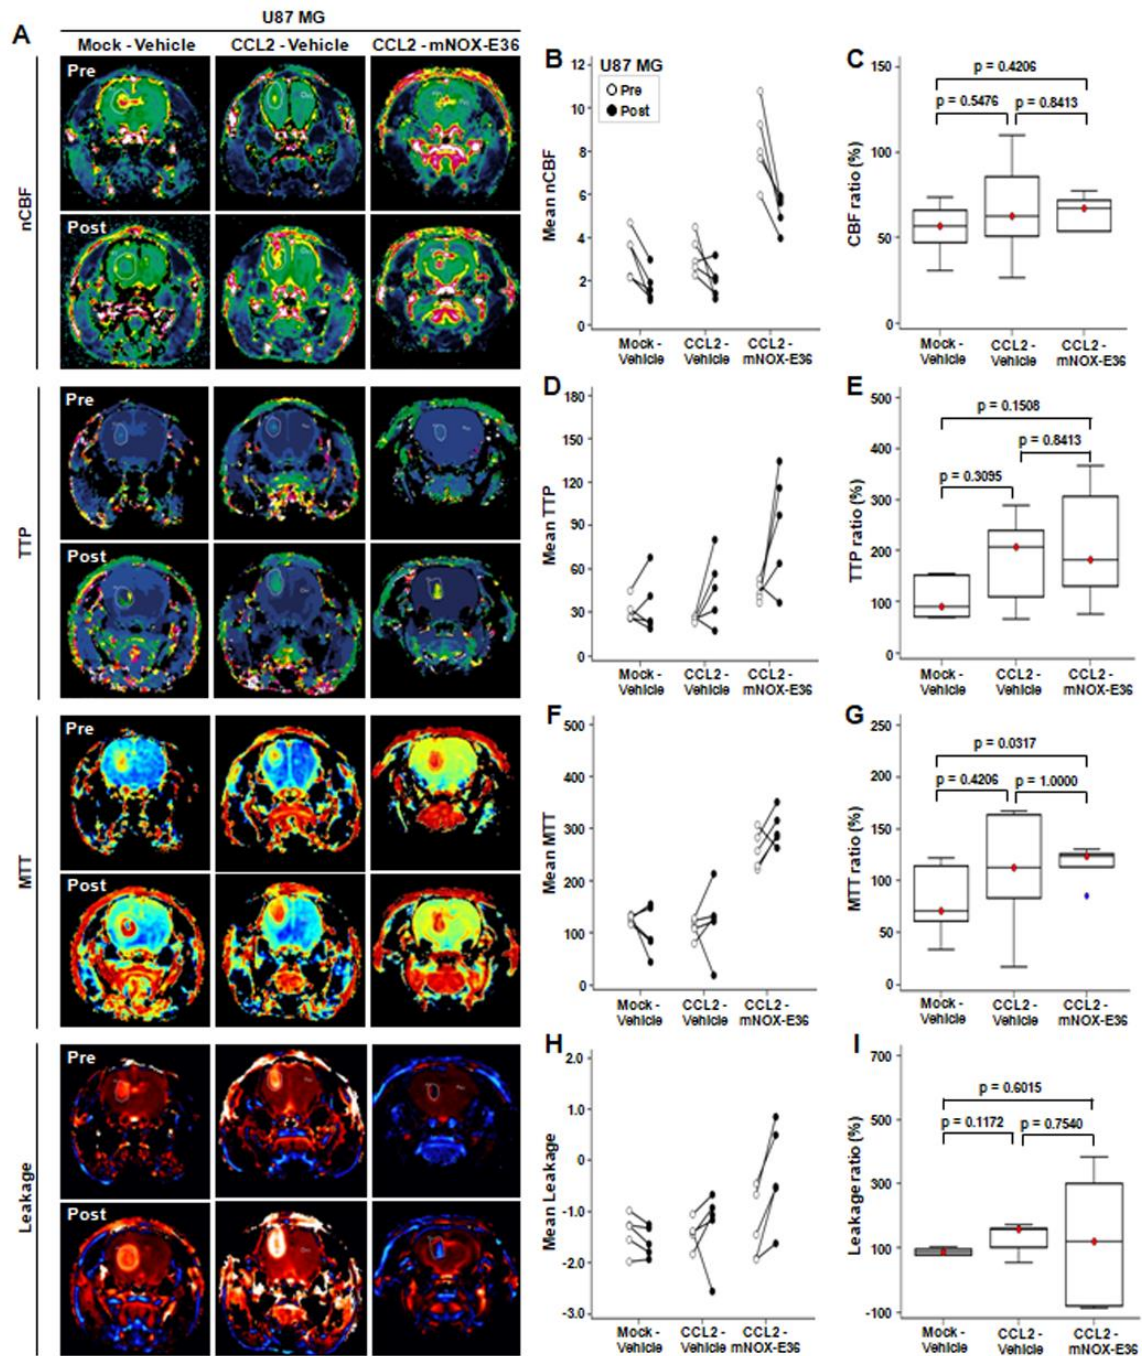 U87 MG
A
Mock - Vehicle CCL2 - Vehicle CCL2 - mNOX-E36
nCBF
Pre
Post
TTP
Pre
Post
MTT
Pre
Post
Leakage
Pre
Post
B
U87 MG
Pre
Post
Mean nCBF
12
10
8
6
4
2
0
Mock - Vehicle
CCL2 - Vehicle
CCL2 - mNOX-E36
C
CBF ratio (%)
150
100
50
0
p = 0.4206
p = 0.5476 p = 0.8413
Mock - Vehicle
CCL2 - Vehicle
CCL2 - mNOX-E36
D
Mean TTP
180
150
120
90
60
30
0
Mock - Vehicle
CCL2 - Vehicle
CCL2 - mNOX-E36
E
TTP ratio (%)
500
400
300
200
100
0
p = 0.1508
p = 0.8413
p = 0.3095
Mock - Vehicle
CCL2 - Vehicle
CCL2 - mNOX-E36
F
Mean MTT
500
400
300
200
100
0
Mock - Vehicle
CCL2 - Vehicle
CCL2 - mNOX-E36
G
MTT ratio (%)
250
200
150
100
50
0
p = 0.0317
p = 0.4206 p = 1.0000
Mock - Vehicle
CCL2 - Vehicle
CCL2 - mNOX-E36
H
Mean Leakage
2.0
1.0
0
-1.0
-2.0
-3.0
Mock - Vehicle
CCL2 - Vehicle
CCL2 - mNOX-E36
I
Leakage ratio (%)
700
500
300
100
-100
p = 0.6015
p = 0.1172 p = 0.7540
Mock - Vehicle
CCL2 - Vehicle
CCL2 - mNOX-E36